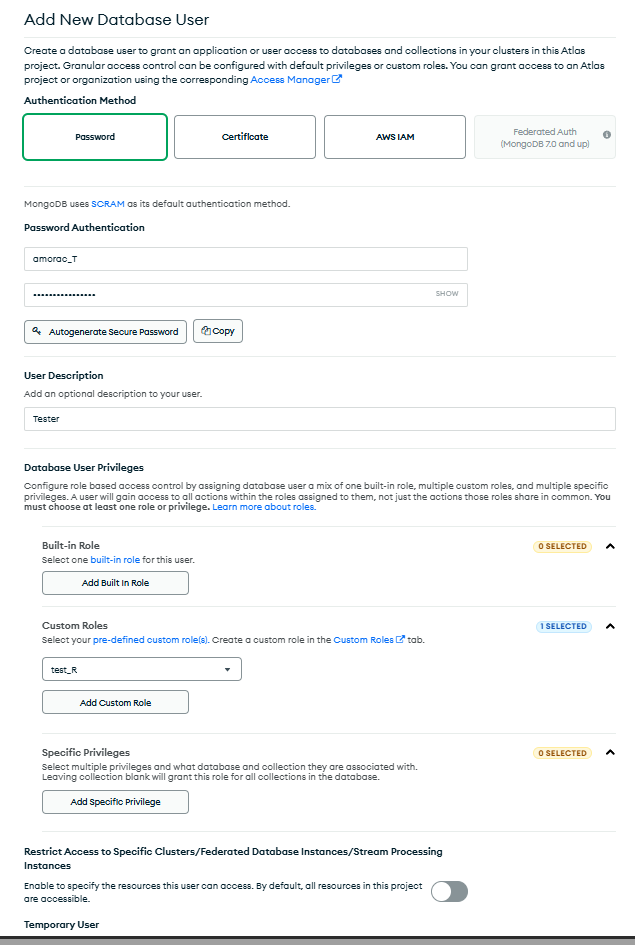 Add New Database User
Create a database user to grant an application or user access to databases and collections in your clusters in this Atlas
project. Granular access control can be configured with default privileges or custom roles. You can grant access to an Atlas
project or organization using the corresponding Access Manager
Authentication Method
Password
Certificate
AWS IAM
Federated Auth
(MongoDB 7.0 and up)
MongoDB uses SCRAM as its default authentication method.
Password Authentication
amorac_T
••••••••••••••••
SHOW
Autogenerate Secure Password
Copy
User Description
Add an optional description to your user.
Tester
Database User Privileges
Configure role based access control by assigning database user a mix of one built-in role, multiple custom roles, and multiple specific
privileges. A user will gain access to all actions within the roles assigned to them, not just the actions those roles share in common. You
must choose at least one role or privilege. Learn more about roles.
Built-in Role
0 SELECTED
Select one built-in role for this user.
Add Built In Role
Custom Roles
1 SELECTED
Select your pre-defined custom role(s). Create a custom role in the Custom Roles tab.
test_R
Add Custom Role
Specific Privileges
0 SELECTED
Select multiple privileges and what database and collection they are associated with.
Leaving collection blank will grant this role for all collections in the database.
Add Specific Privilege
Restrict Access to Specific Clusters/Federated Database Instances/Stream Processing
Instances
Enable to specify the resources this user can access. By default, all resources in this project
are accessible.
Temporary User